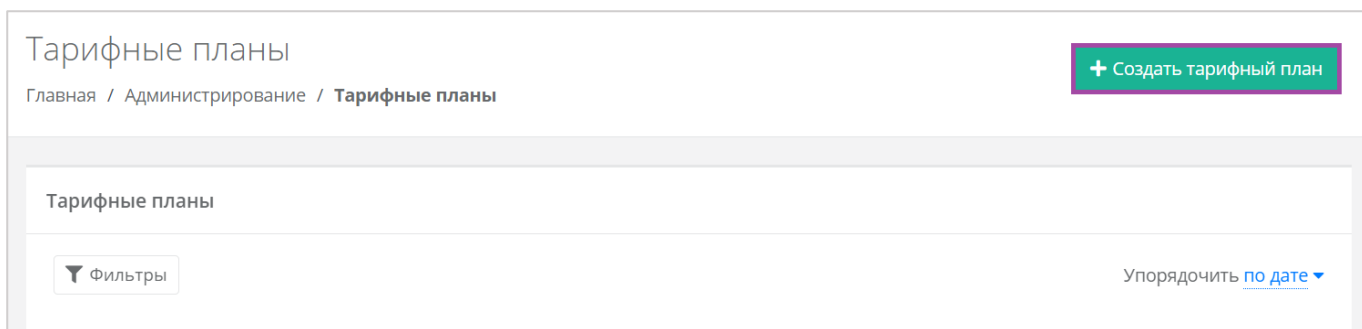 Тарифные планы
+ Создать тарифный план
Главная / Администрирование / Тарифные планы
Тарифные планы
Фильтры
Упорядочить по дате